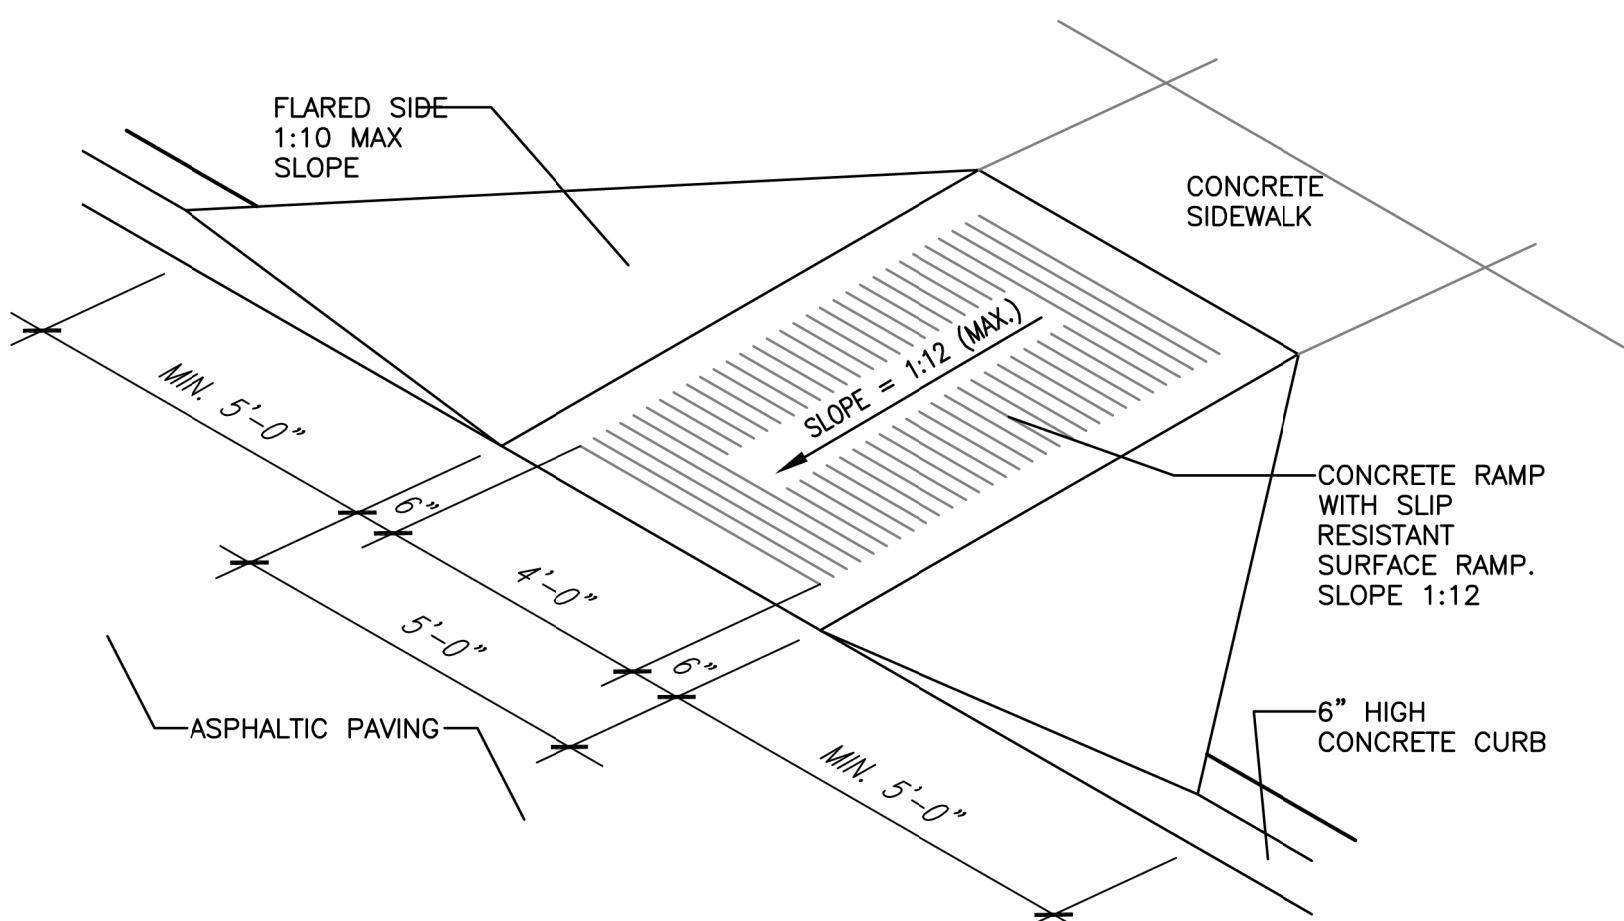 FLARED SIDE
1:10 MAX
SLOPE
CONCRETE
SIDEWALK
SLOPE = 1:12 (MAX.)
MIN. 5'-0"
6"
4'-0"
5'-0"
6"
MIN. 5'-0"
CONCRETE RAMP
WITH SLIP
RESISTANT
SURFACE RAMP.
SLOPE 1:12
ASPHALTIC PAVING
6" HIGH
CONCRETE CURB